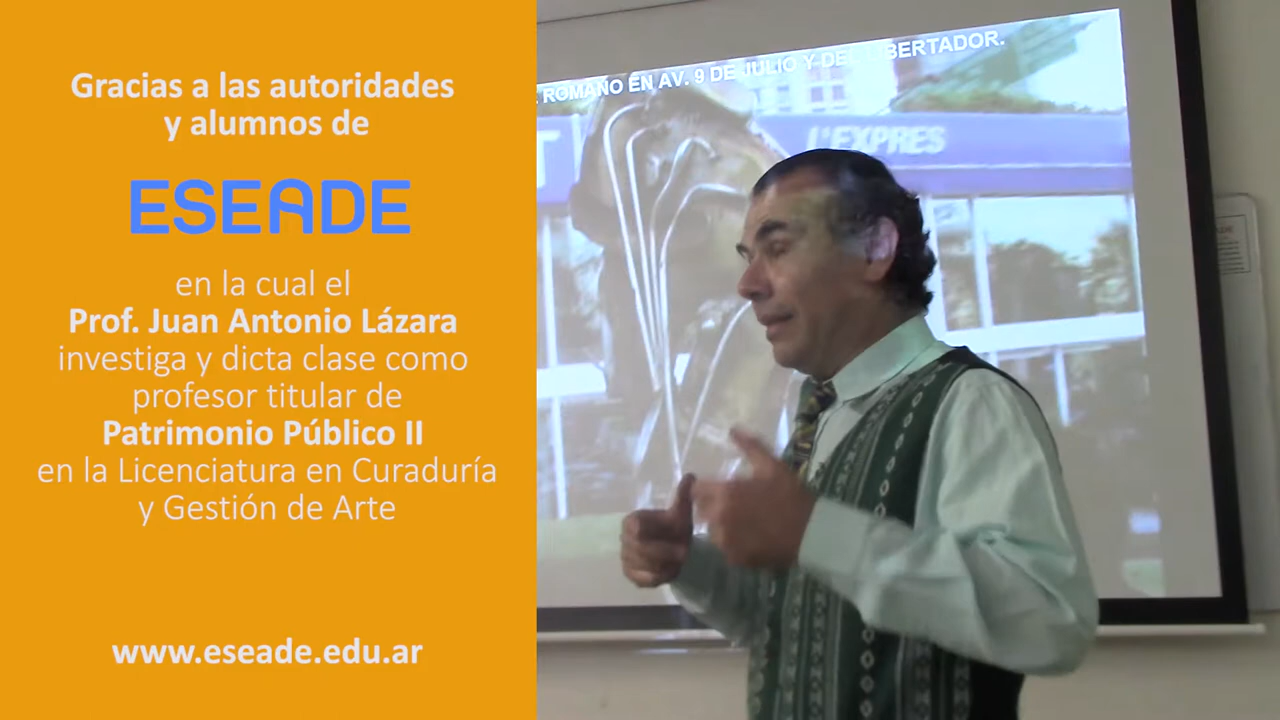 Gracias a las autoridades
y alumnos de
ESEADE
en la cual el
Prof. Juan Antonio Lázara
investiga y dicta clase como
profesor titular de
Patrimonio Público II
en la Licenciatura en Curaduría
y Gestión de Arte
www.eseade.edu.ar
ROMANO EN AV. 9 DE JULIO Y DEL LIBERTADOR.
L'EXPRES